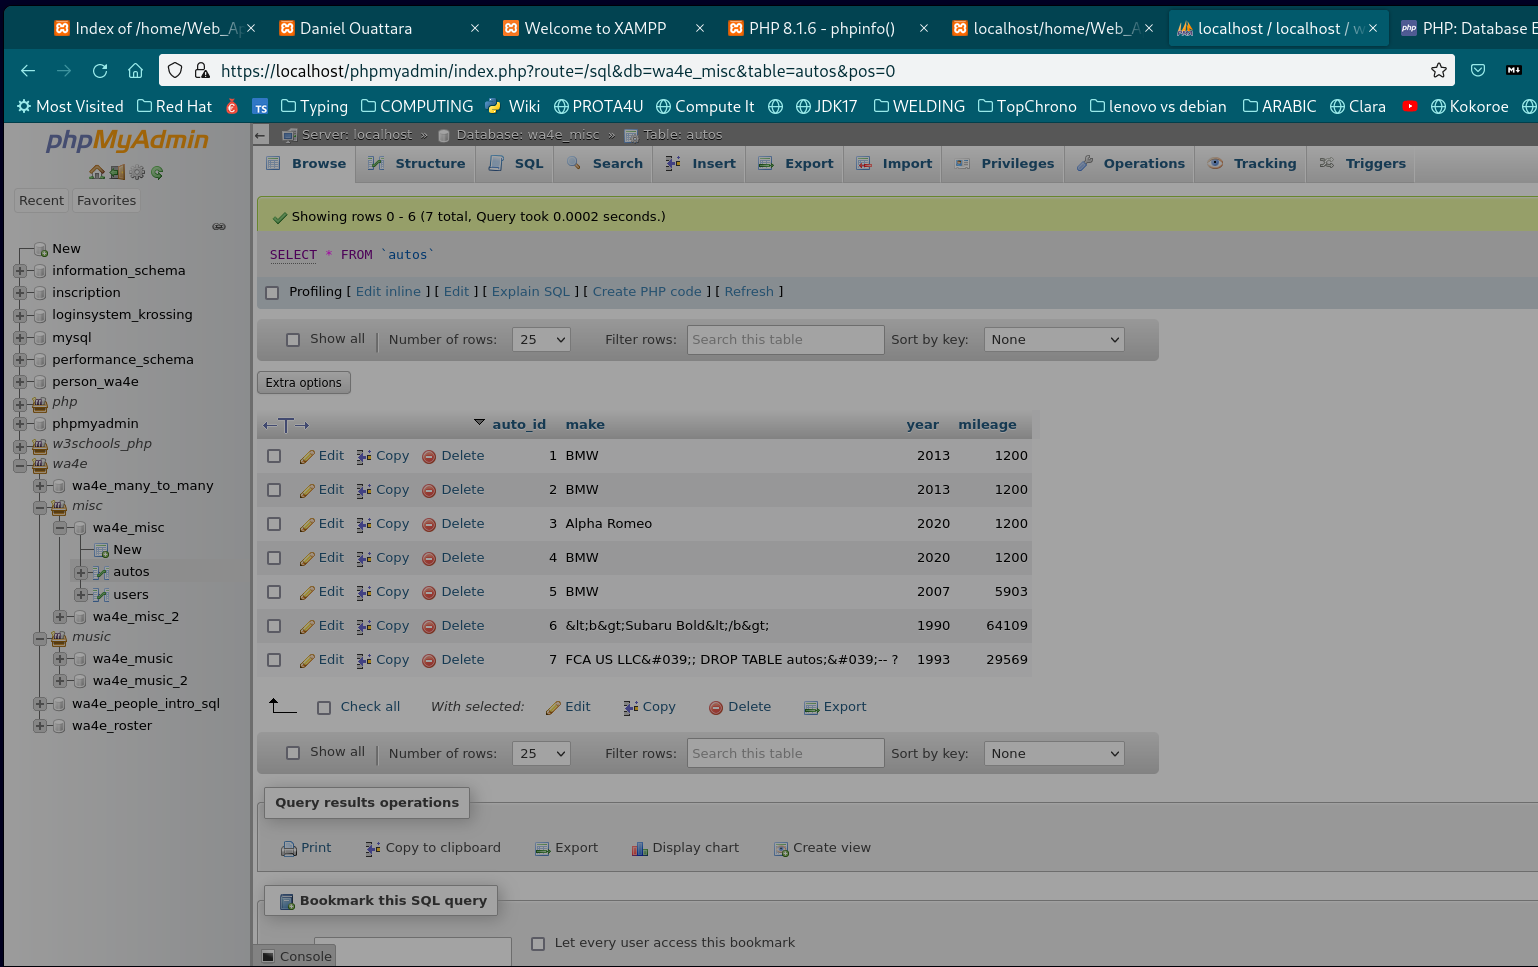 Index of /home/Web_Ap
Daniel Ouattara
Welcome to XAMPP
PHP 8.1.6 - phpinfo()
localhost/home/Web_A
localhost / localhost / w
php PHP: Database E
https://localhost/phpmyadmin/index.php?route=/sql&db=wa4e_misc&table=autos&pos=0
Most Visited Red Hat TS Typing COMPUTING Wiki PROTA4U Compute It JDK17 WELDING TopChrono lenovo vs debian ARABIC Clara Kokoroe
phpMyAdmin
Recent Favorites
New
information_schema
inscription
loginsystem_krossing
mysql
performance_schema
person_wa4e
php
phpmyadmin
w3schools_php
wa4e
wa4e_many_to_many
misc
wa4e_misc
New
autos
users
wa4e_misc_2
music
wa4e_music
wa4e_music_2
wa4e_people_intro_sql
wa4e_roster
Server: localhost » Database: wa4e_misc » Table: autos
Browse Structure SQL Search Insert Export Import Privileges Operations Tracking Triggers
Showing rows 0 - 6 (7 total, Query took 0.0002 seconds.)
SELECT * FROM `autos`
Profiling [ Edit inline ] [ Edit ] [ Explain SQL ] [ Create PHP code ] [ Refresh ]
Show all | Number of rows: 25 Filter rows: Search this table Sort by key: None
Extra options
←T→ auto_id make year mileage
Edit Copy Delete 1 BMW 2013 1200
Edit Copy Delete 2 BMW 2013 1200
Edit Copy Delete 3 Alpha Romeo 2020 1200
Edit Copy Delete 4 BMW 2020 1200
Edit Copy Delete 5 BMW 2007 5903
Edit Copy Delete 6 &lt;b&gt;Subaru Bold&lt;/b&gt; 1990 64109
Edit Copy Delete 7 FCA US LLC&#039;; DROP TABLE autos;&#039;-- ? 1993 29569
Check all With selected: Edit Copy Delete Export
Show all | Number of rows: 25 Filter rows: Search this table Sort by key: None
Query results operations
Print Copy to clipboard Export Display chart Create view
Bookmark this SQL query
Let every user access this bookmark
Console